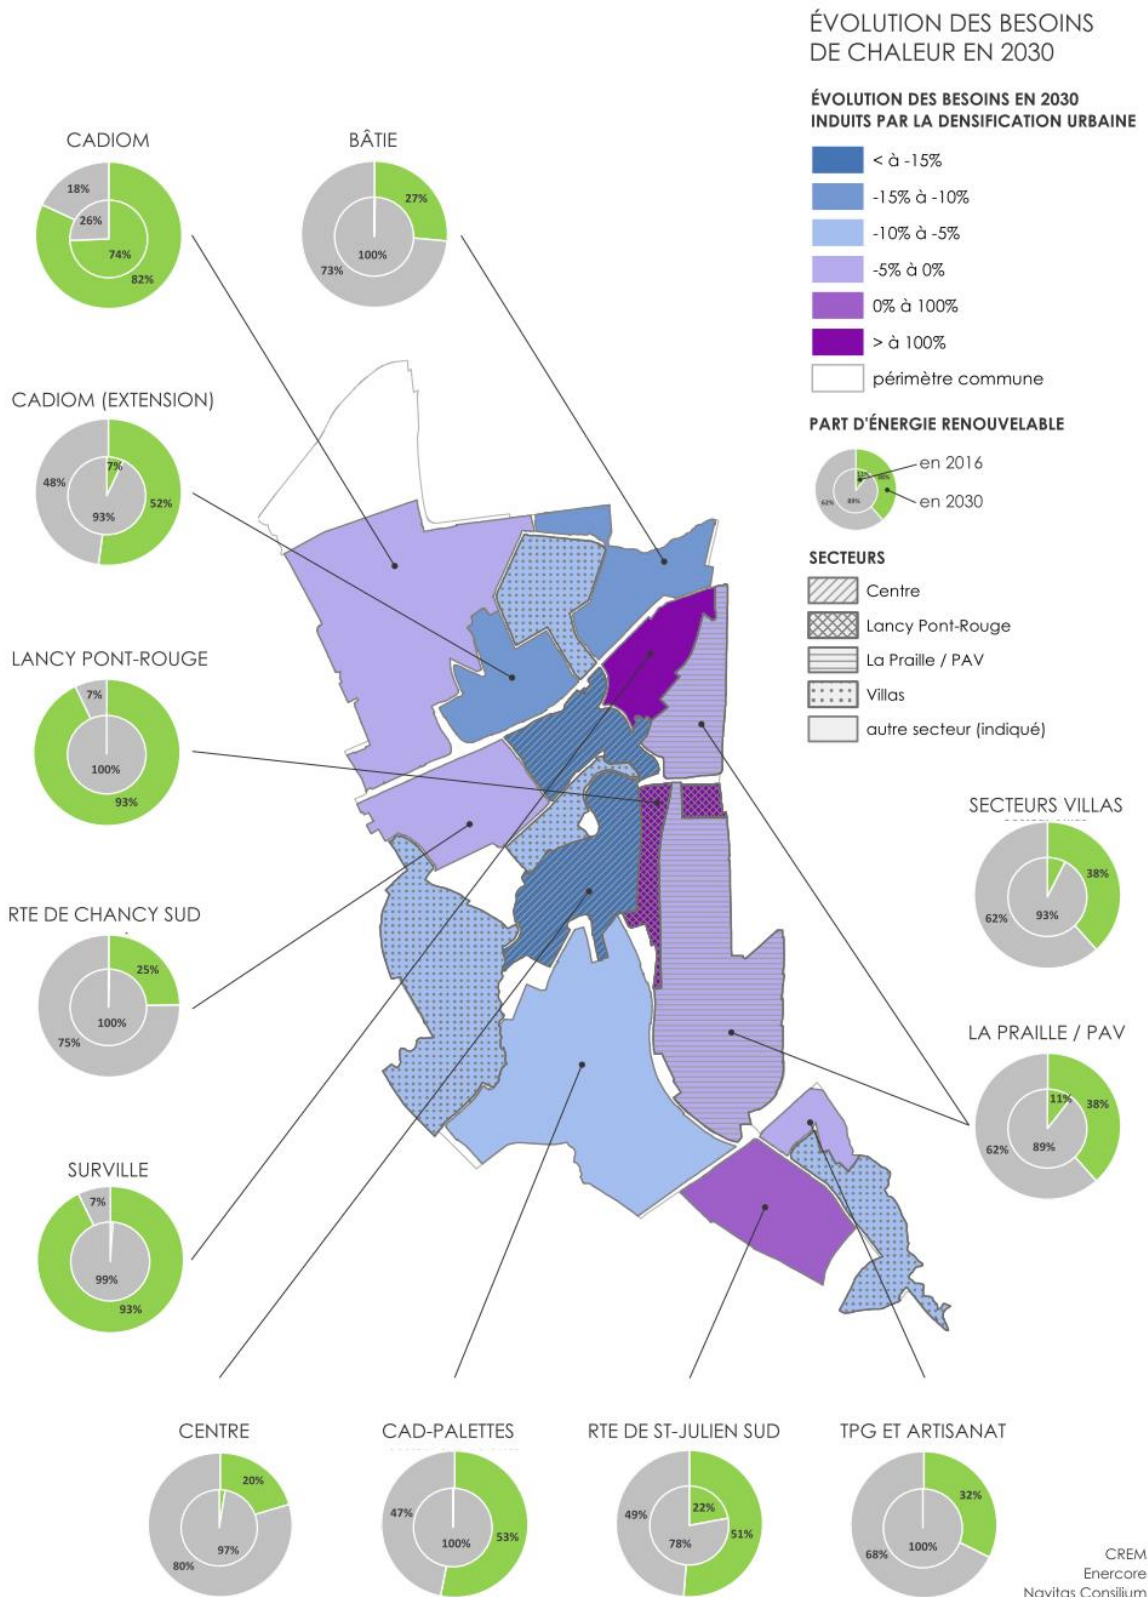 ÉVOLUTION DES BESOINS
DE CHALEUR EN 2030
ÉVOLUTION DES BESOINS EN 2030
INDUITS PAR LA DENSIFICATION URBAINE
< à -15%
-15% à -10%
-10% à -5%
-5% à 0%
0% à 100%
> à 100%
périmètre commune
PART D'ÉNERGIE RENOUVELABLE
en 2016
en 2030
11%
38%
62%
89%
SECTEURS
Centre
Lancy Pont-Rouge
La Praille / PAV
Villas
autre secteur (indiqué)
CADIOM
18%
26%
74%
82%
BÂTIE
27%
100%
73%
CADIOM (EXTENSION)
7%
48%
52%
93%
LANCY PONT-ROUGE
7%
100%
93%
RTE DE CHANCY SUD
25%
100%
75%
SURVILLE
7%
99%
93%
SECTEURS VILLAS
38%
62%
93%
LA PRAILLE / PAV
11%
38%
62%
89%
CENTRE
20%
97%
80%
CAD-PALETTES
47%
53%
100%
RTE DE ST-JULIEN SUD
22%
49%
51%
78%
TPG ET ARTISANAT
32%
100%
68%
CREM
Enercore
Navitas Consilium